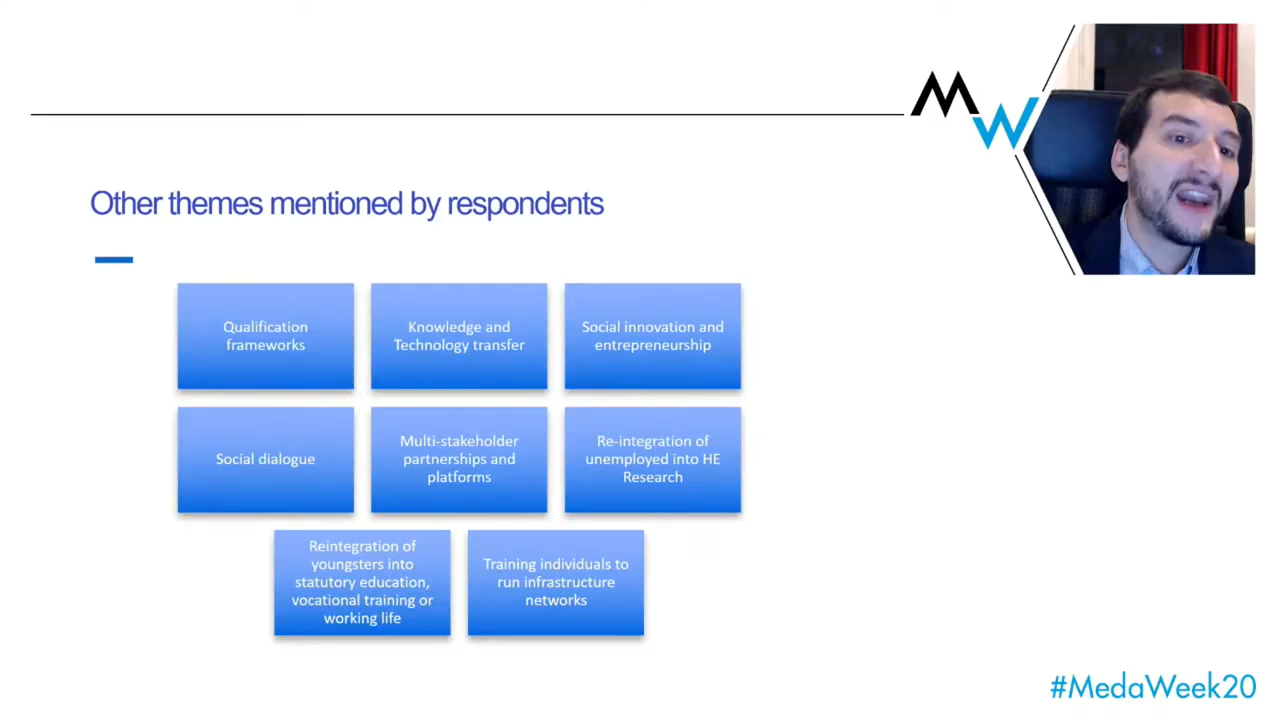 MW
Other themes mentioned by respondents
Qualification
frameworks
Knowledge and
Technology transfer
Social innovation and
entrepreneurship
Social dialogue
Multi-stakeholder
partnerships and
platforms
Re-integration of
unemployed into HE
Research
Reintegration of
youngsters into
statutory education,
vocational training or
working life
Training individuals to
run infrastructure
networks
#MedaWeek20